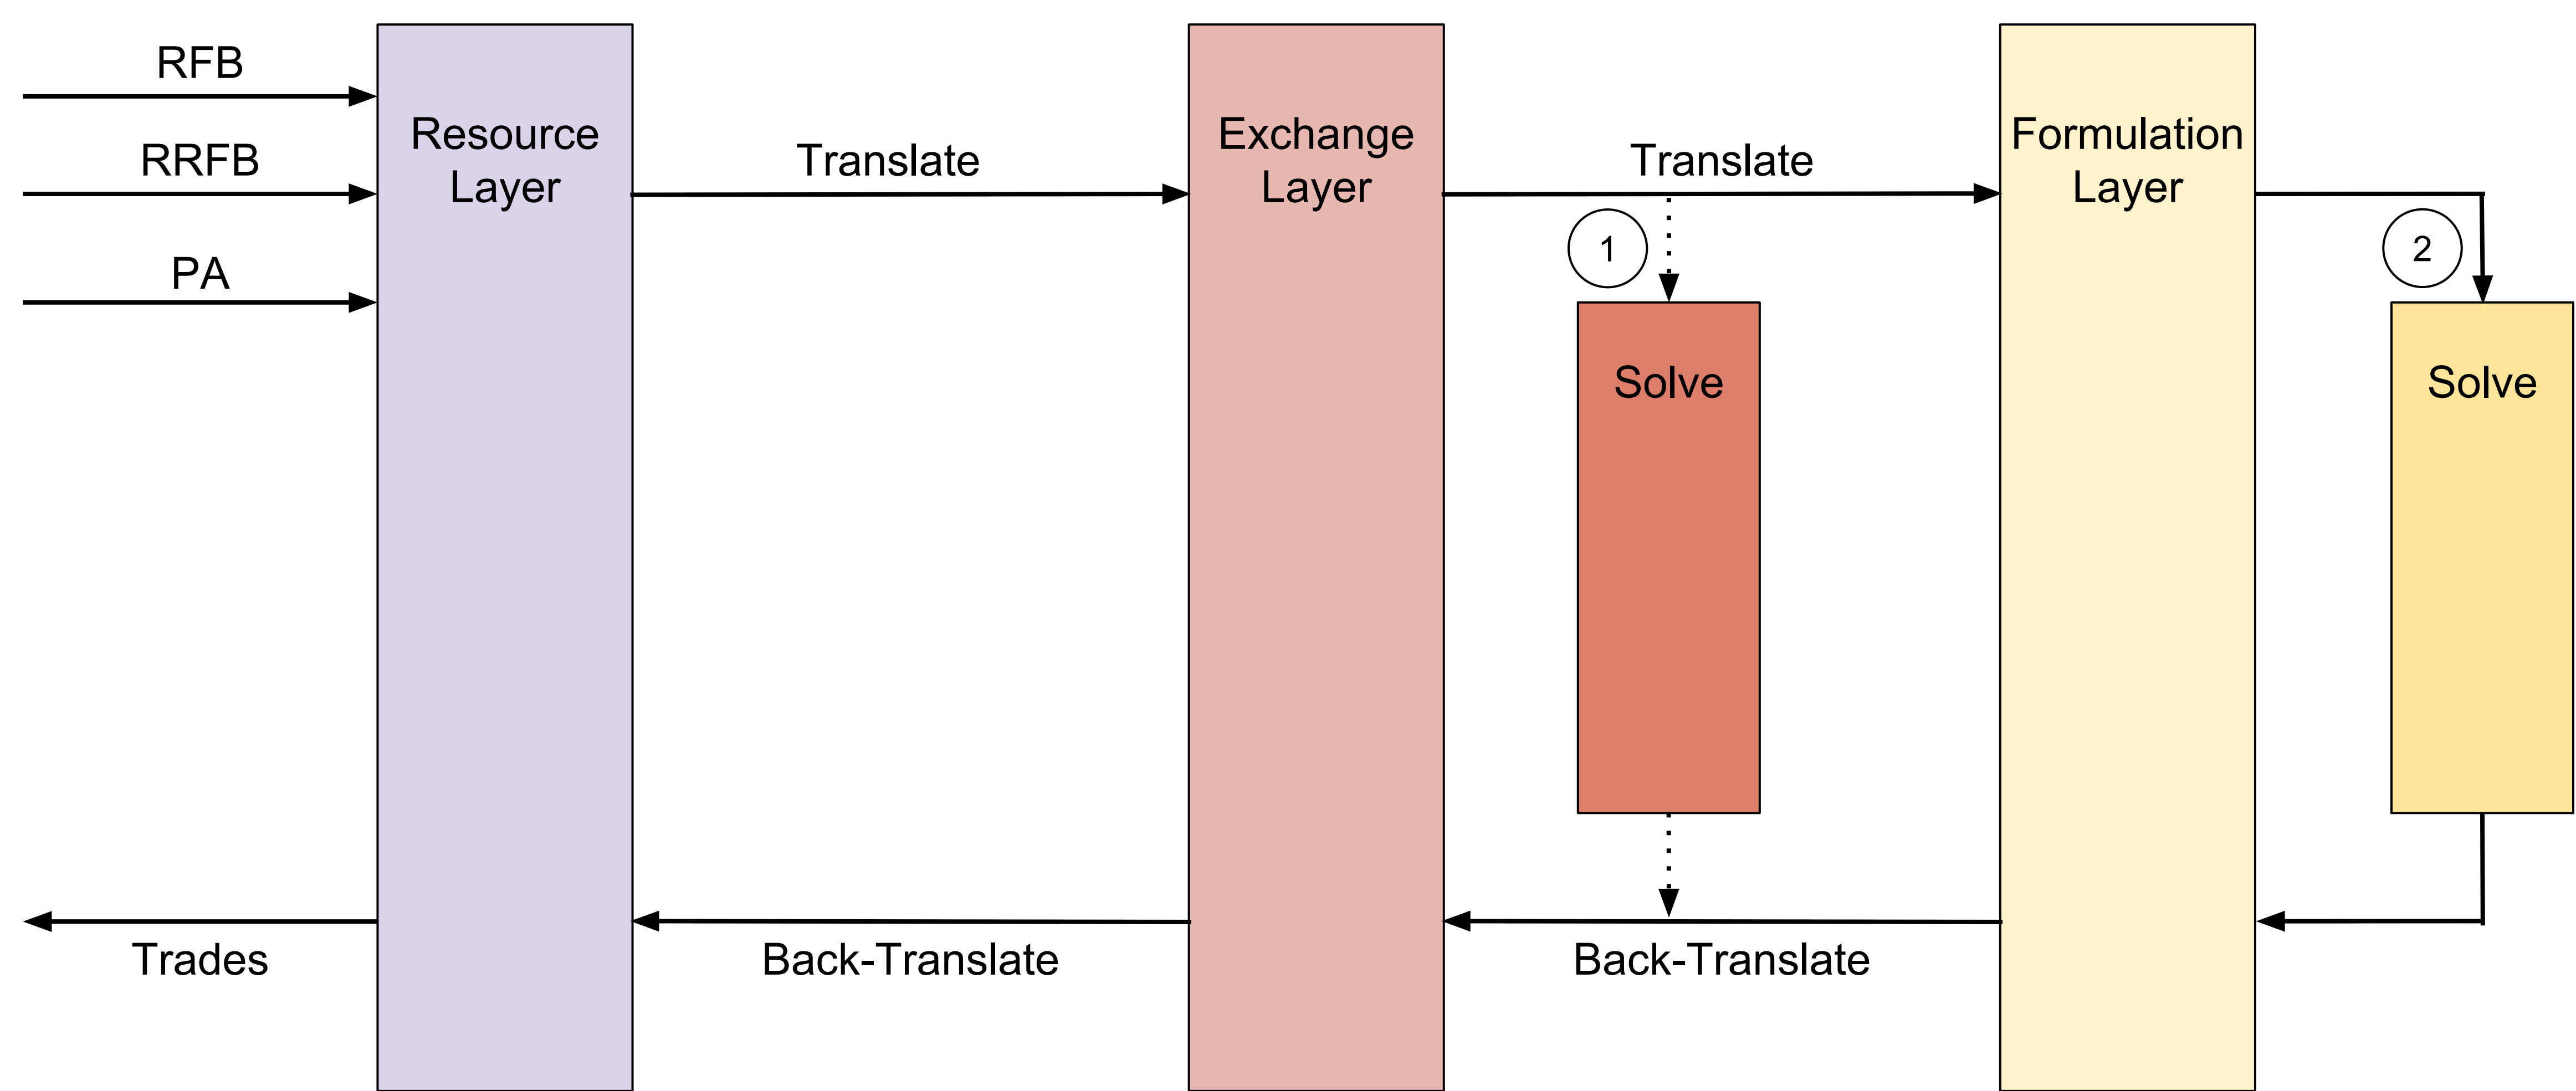 RFB
RRFB
PA
Resource
Layer
Translate
Exchange
Layer
Translate
Formulation
Layer
1
2
Solve
Solve
Trades
Back-Translate
Back-Translate